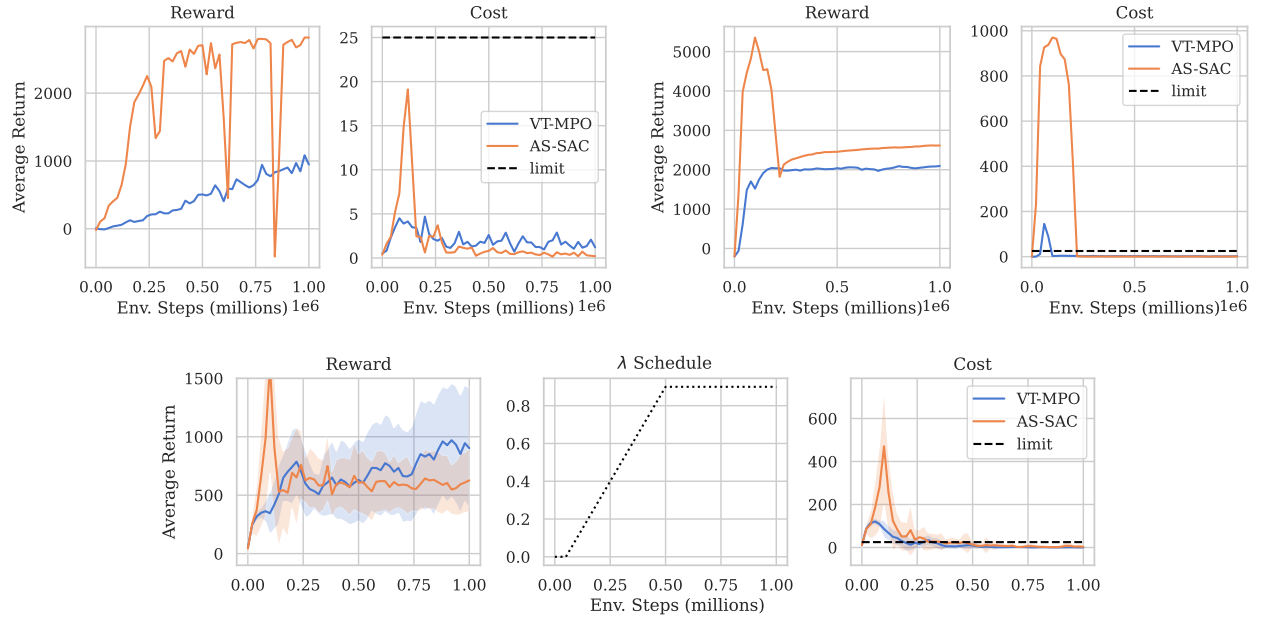 Reward
Cost
Average Return
2000
1000
0
0.00 0.25 0.50 0.75 1.00
Env. Steps (millions) 1e6
25
20
15
10
5
0
VT-MPO
AS-SAC
limit
0.00 0.25 0.50 0.75 1.00
Env. Steps (millions) 1e6
Reward
Cost
Average Return
5000
4000
3000
2000
1000
0
0.0 0.5 1.0
Env. Steps (millions) 1e6
1000
800
600
400
200
0
VT-MPO
AS-SAC
limit
0.0 0.5 1.0
Env. Steps (millions) 1e6
Reward
λ Schedule
Cost
Average Return
1500
1000
500
0
0.00 0.25 0.50 0.75 1.00
0.8
0.6
0.4
0.2
0.0
0.00 0.25 0.50 0.75 1.00
Env. Steps (millions)
600
400
200
0
VT-MPO
AS-SAC
limit
0.00 0.25 0.50 0.75 1.00